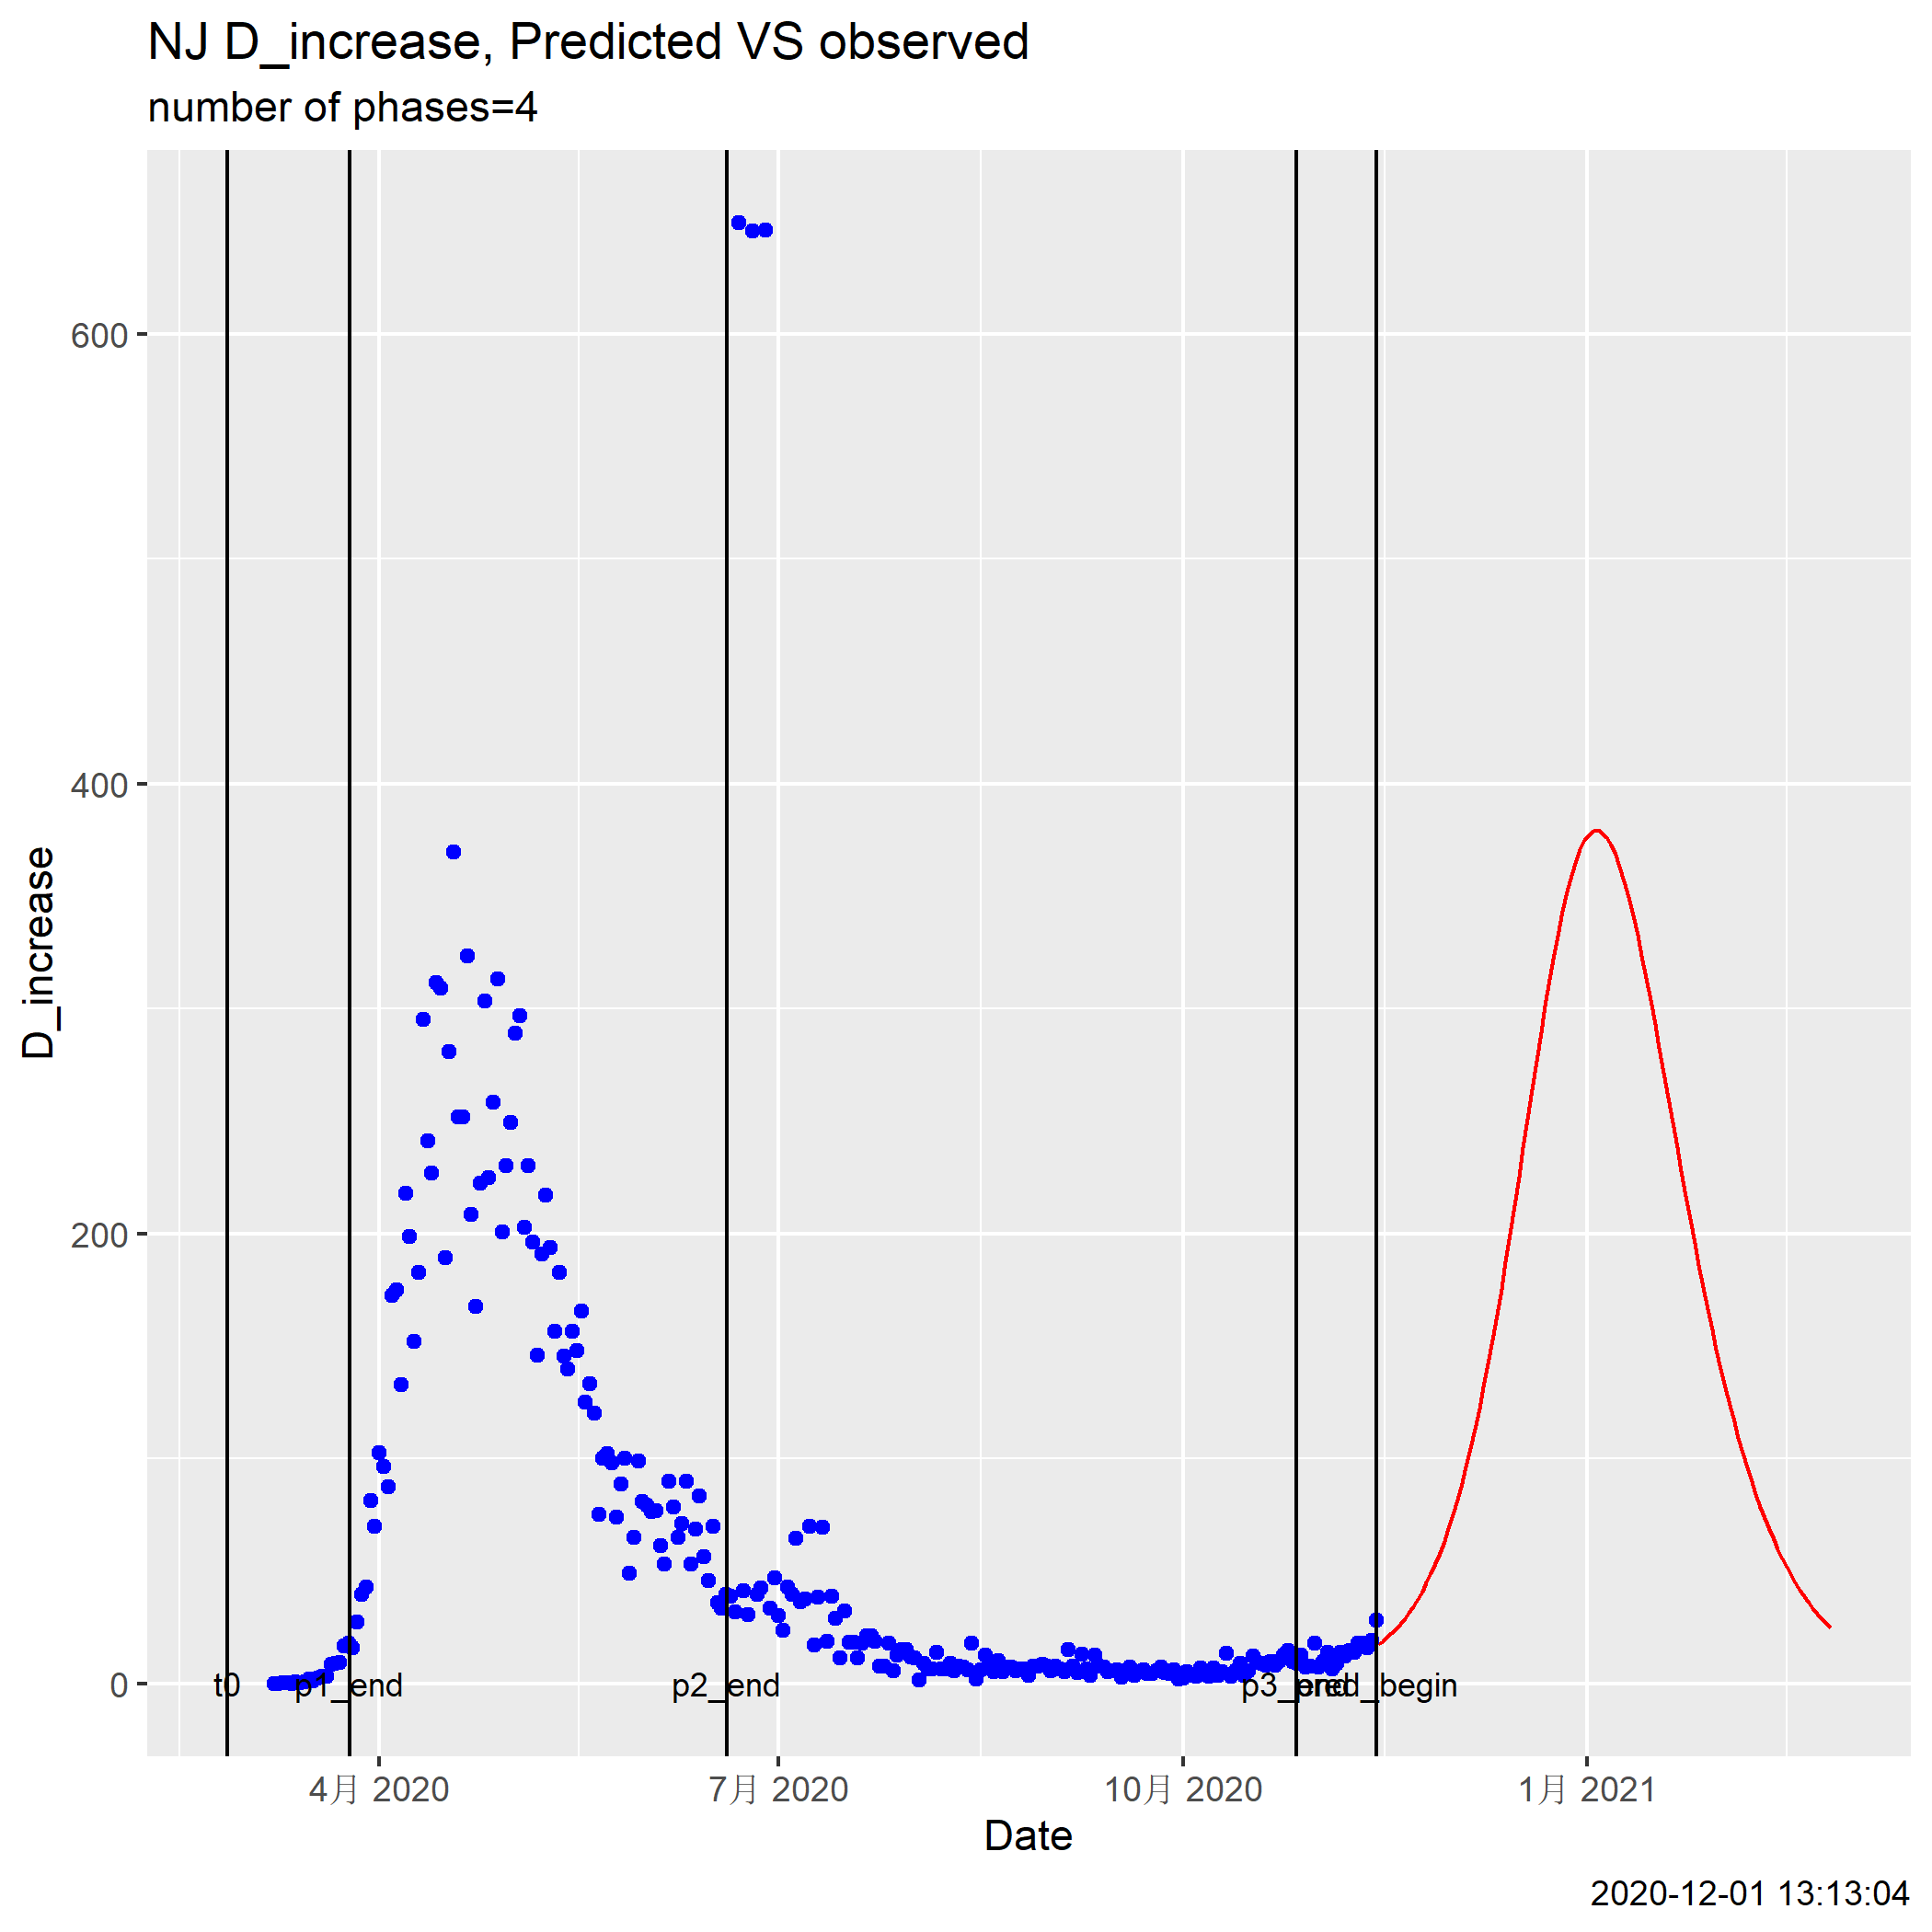 NJ D_increase, Predicted VS observed
number of phases=4
D_increase
600
400
200
0
t0
p1_end
p2_end
p3_end
pred_begin
4月 2020
7月 2020
10月 2020
1月 2021
Date
2020-12-01 13:13:04